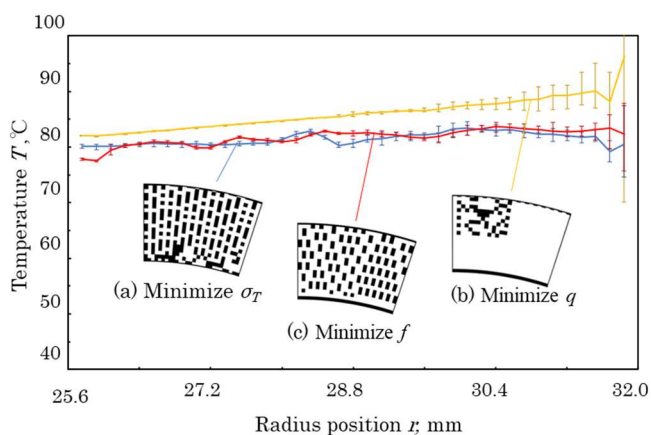 100
90
80
70
60
50
40
Temperature T, ℃
(a) Minimize σT
(c) Minimize f
(b) Minimize q
25.6
27.2
28.8
30.4
32.0
Radius position r, mm